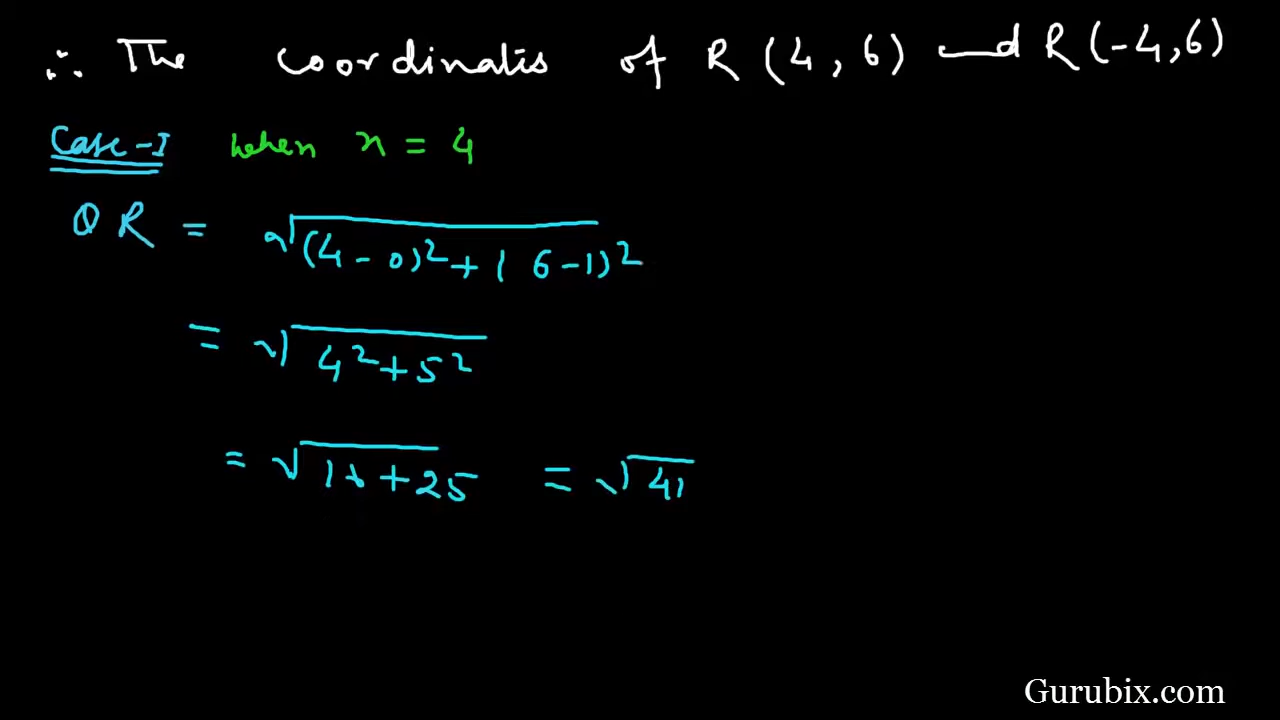 ∴ The coordinatis of R (4, 6) and R(-4,6)
Case-I when x = 4
QR = √(4-0)² + (6-1)²
= √4²+5²
= √16+25 = √41
Gurubix.com